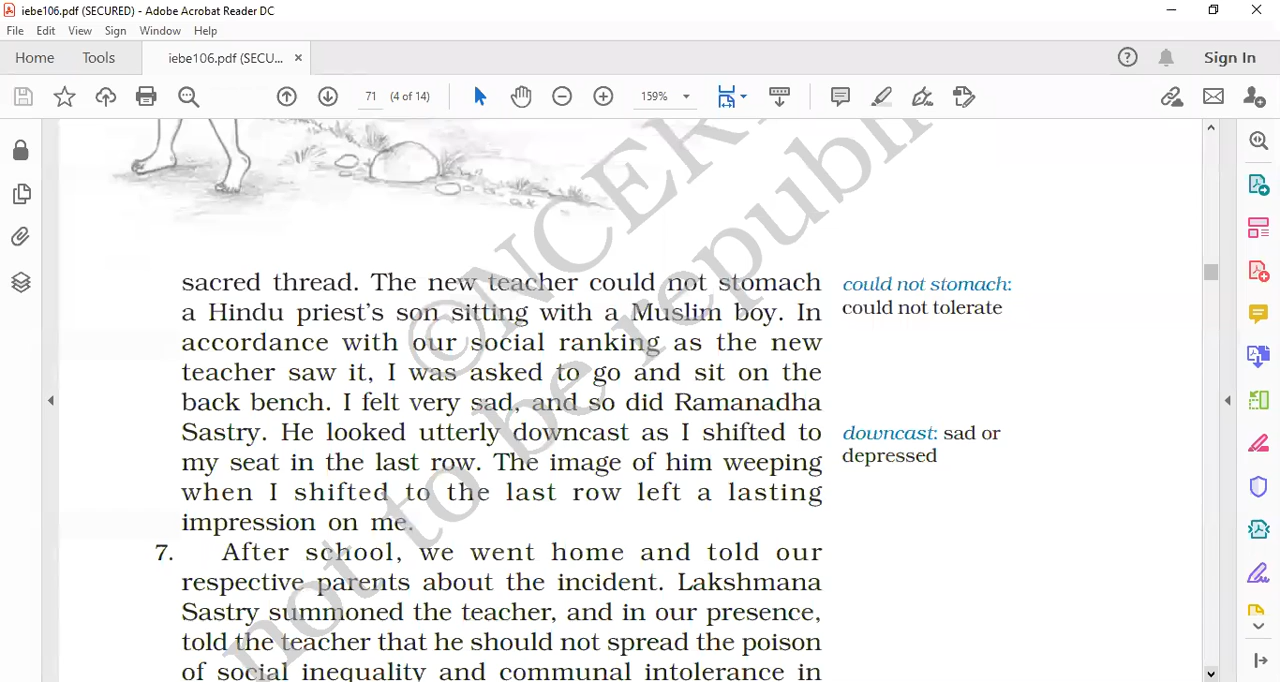 iebe106.pdf (SECURED) - Adobe Acrobat Reader DC
File Edit View Sign Window Help
Home Tools iebe106.pdf (SECU... × Sign In
71 (4 of 14) 159%
sacred thread. The new teacher could not stomach
a Hindu priest's son sitting with a Muslim boy. In
accordance with our social ranking as the new
teacher saw it, I was asked to go and sit on the
back bench. I felt very sad, and so did Ramanadha
Sastry. He looked utterly downcast as I shifted to
my seat in the last row. The image of him weeping
when I shifted to the last row left a lasting
impression on me.
could not stomach:
could not tolerate
downcast: sad or
depressed
7. After school, we went home and told our
respective parents about the incident. Lakshmana
Sastry summoned the teacher, and in our presence,
told the teacher that he should not spread the poison
of social inequality and communal intolerance in
©NCER
not to be republi